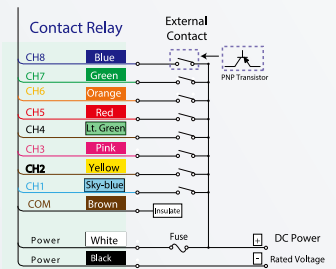 Contact Relay
External
Contact
PNP Transistor
CH8 Blue
CH7 Green
CH6 Orange
CH5 Red
CH4 Lt. Green
CH3 Pink
CH2 Yellow
CH1 Sky-blue
COM Brown
Insulate
Power White Fuse + DC Power
Power Black - Rated Voltage